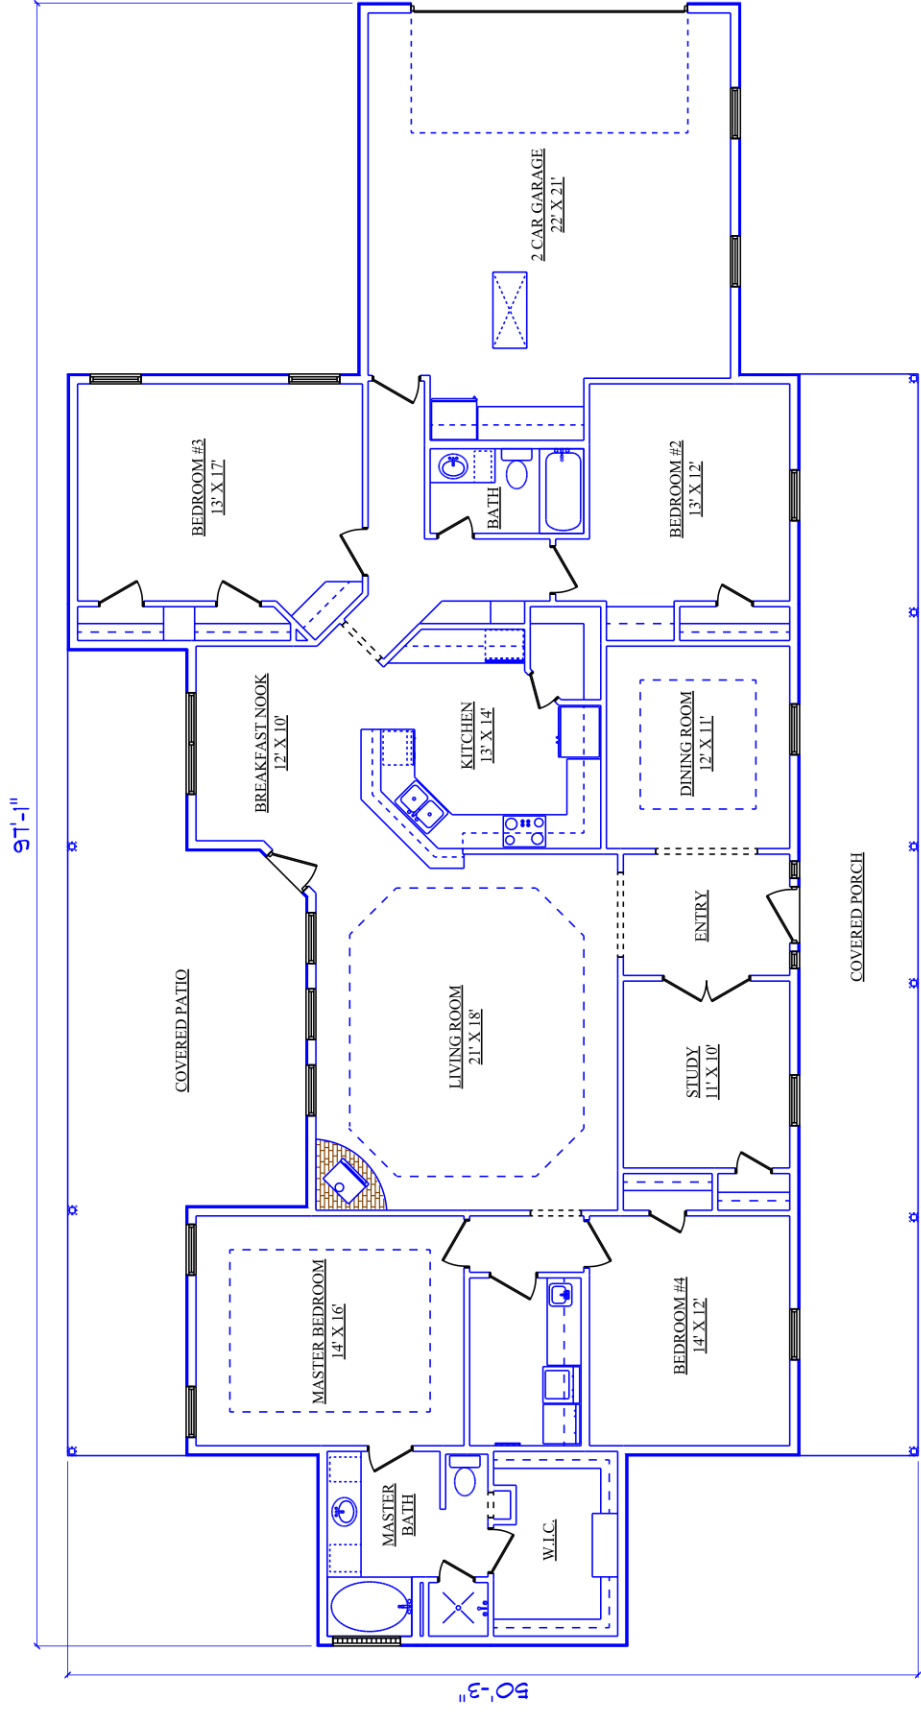 97'-1"
50'-3"
2 CAR GARAGE
22' X 21'
BEDROOM #3
13' X 17'
BATH
BEDROOM #2
13' X 12'
BREAKFAST NOOK
12' X 10'
KITCHEN
13' X 14'
DINING ROOM
12' X 11'
COVERED PATIO
LIVING ROOM
21' X 18'
ENTRY
COVERED PORCH
STUDY
11' X 10'
MASTER BEDROOM
14' X 16'
BEDROOM #4
14' X 12'
MASTER
BATH
W.I.C.